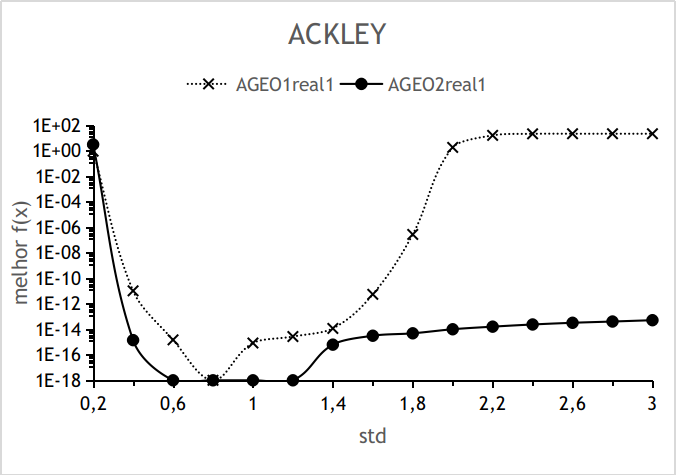 ACKLEY
AGEO1real1 AGEO2real1
1E+02
1E+00
1E-02
1E-04
1E-06
1E-08
1E-10
1E-12
1E-14
1E-16
1E-18
melhor f(x)
0,2 0,6 1 1,4 1,8 2,2 2,6 3
std